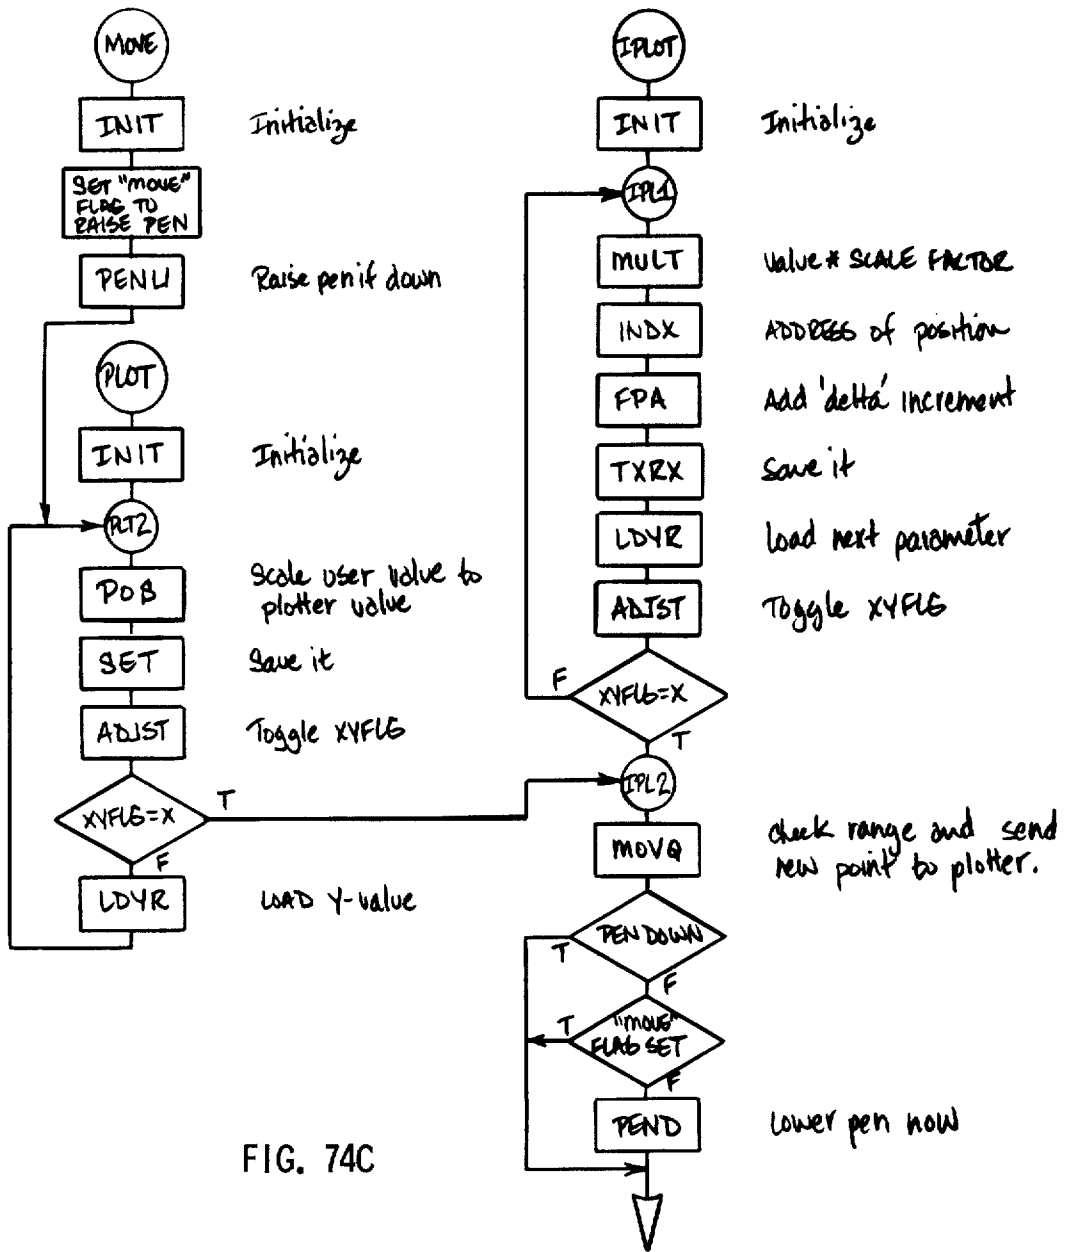 MOVE
INIT
Initialize
SET "MOVE"
FLAG TO
RAISE PEN
PENU
Raise pen if down
PLOT
INIT
Initialize
PLT2
POS
Scale user value to
plotter value
SET
Save it
ADJST
Toggle XYFLG
XYFLG=X
T
F
LDYR
LOAD Y-value
IPLOT
INIT
Initialize
IPL1
MULT
Value * SCALE FACTOR
INDX
ADDRESS of position
FPA
Add 'delta' increment
TXRX
Save it
LDYR
Load next parameter
ADJST
Toggle XYFLG
F
XYFLG=X
T
IPL2
MOVQ
Check range and send
new point to plotter.
PEN DOWN
T
F
T
"MOVE"
FLAG SET
F
PEND
Lower pen now
FIG. 74C